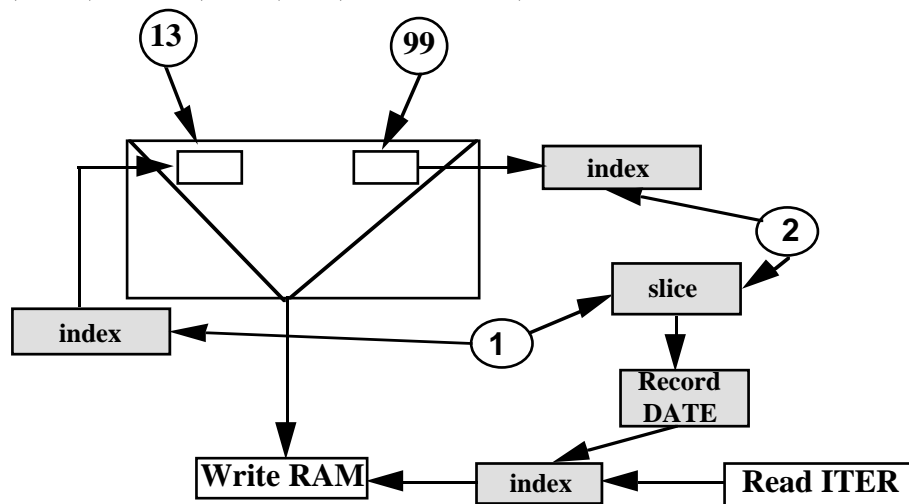 13
99
index
2
slice
index
1
Record
DATE
Write RAM
index
Read ITER